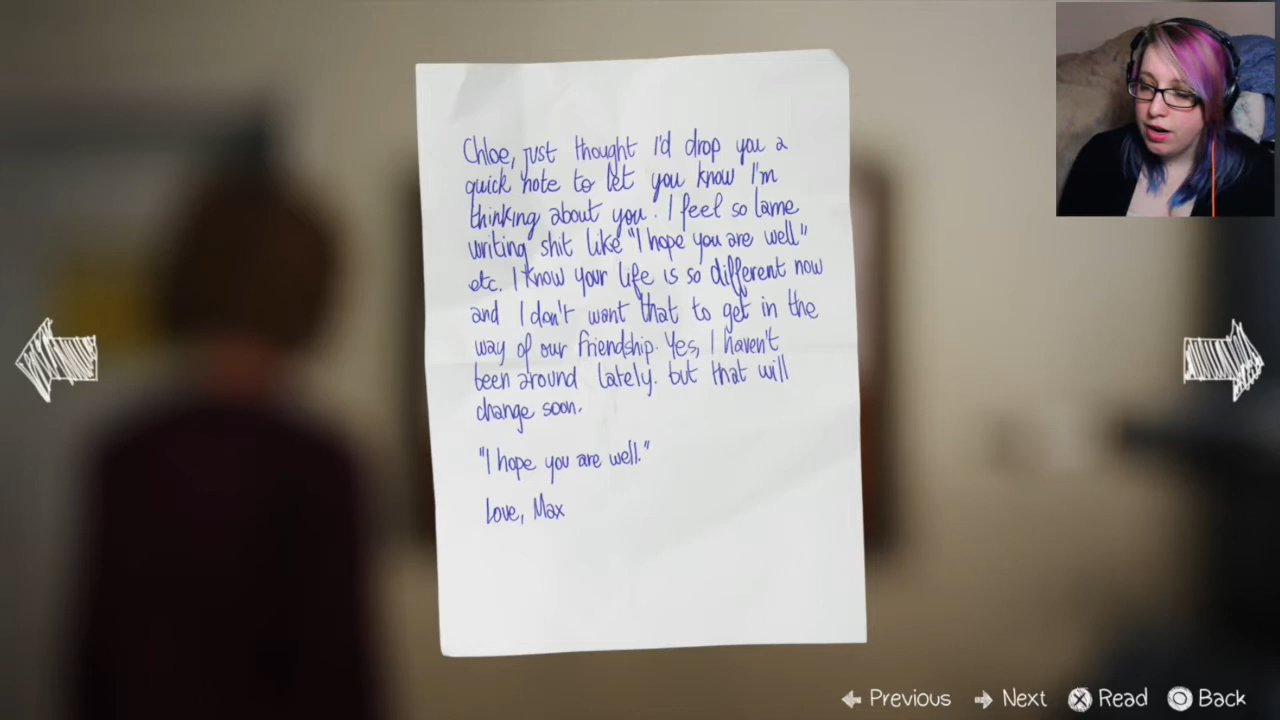 Chloe, just thought I'd drop you a
quick note to let you know I'm
thinking about you. I feel so lame
writing shit like "I hope you are well"
etc. I know your life is so different now
and I don't want that to get in the
way of our friendship. Yes, I haven't
been around lately. but that will
change soon.
"I hope you are well."
Love, Max
Previous Next Read Back